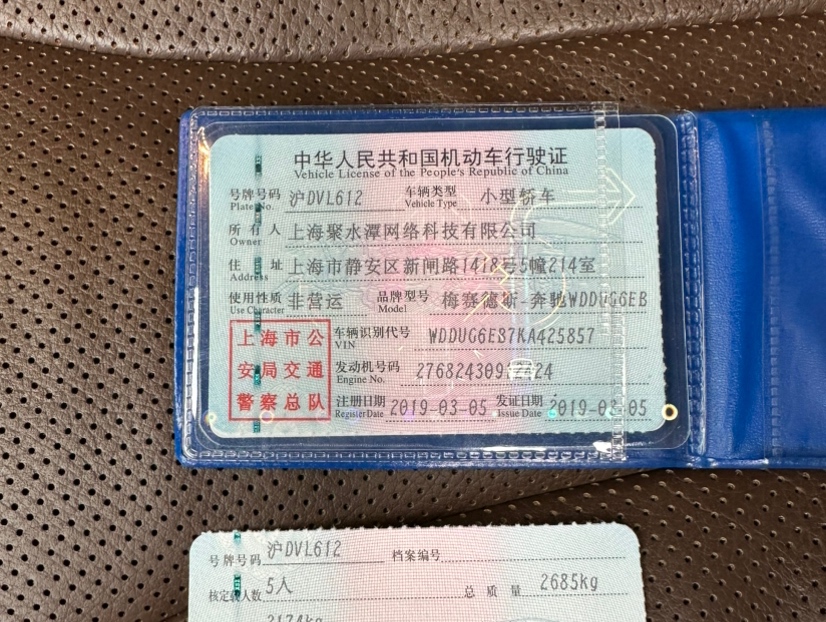 中华人民共和国机动车行驶证
Vehicle License of the People's Republic of China
号牌号码 沪DVL612 车辆类型 小型轿车
Plate No. Vehicle Type
所有人 上海聚水潭网络科技有限公司
Owner
住址 上海市静安区新闸路1418号5幢214室
Address
使用性质 非营运 品牌型号 梅赛德斯-奔驰WDDUG6EB
Use Character Model
上海市公
安局交通
警察总队
车辆识别代号 WDDUG6EB7KA425857
VIN
发动机号码
Engine No.
注册日期 2019-03-05 发证日期
Register Date Issue Date
号牌号码 沪DVL612 档案编号
核定载人数 5人 总质量 2685kg